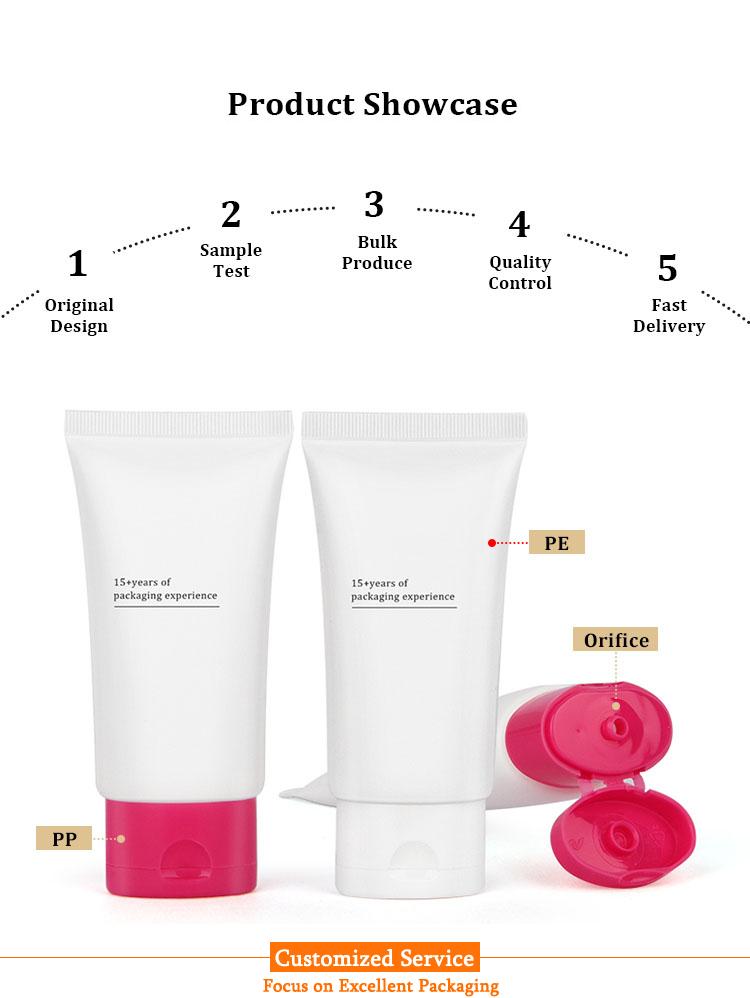 Product Showcase
1
Original
Design
2
Sample
Test
3
Bulk
Produce
4
Quality
Control
5
Fast
Delivery
15+years of
packaging experience
15+years of
packaging experience
PE
Orifice
PP
Customized Service
Focus on Excellent Packaging